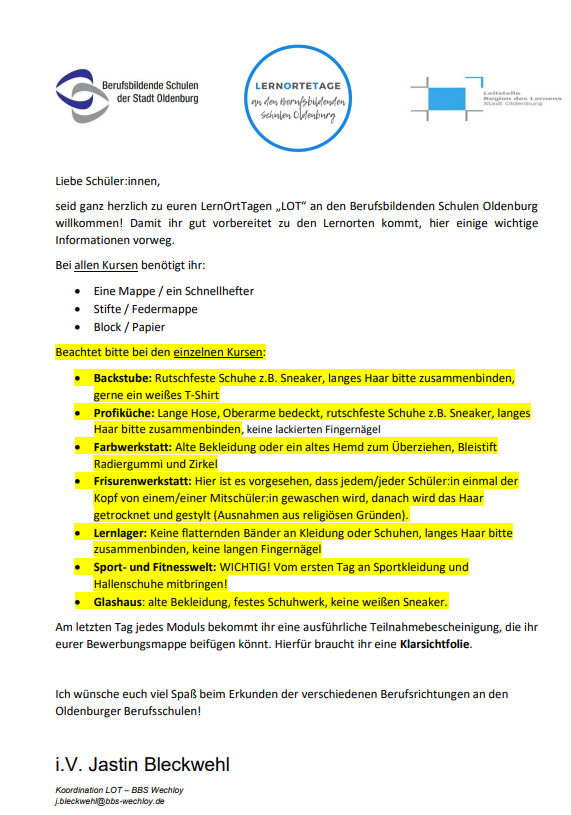 Berufsbildende Schulen
der Stadt Oldenburg
LERNORTETAGE
an den Berufsbildenden
Schulen Oldenburg
Leitstelle
Region des Lernens
Stadt Oldenburg
Liebe Schüler:innen,
seid ganz herzlich zu euren LernOrtTagen „LOT“ an den Berufsbildenden Schulen Oldenburg
willkommen! Damit ihr gut vorbereitet zu den Lernorten kommt, hier einige wichtige
Informationen vorweg.
Bei allen Kursen benötigt ihr:
• Eine Mappe / ein Schnellhefter
• Stifte / Federmappe
• Block / Papier
Beachtet bitte bei den einzelnen Kursen:
• Backstube: Rutschfeste Schuhe z.B. Sneaker, langes Haar bitte zusammenbinden,
gerne ein weißes T-Shirt
• Profiküche: Lange Hose, Oberarme bedeckt, rutschfeste Schuhe z.B. Sneaker, langes
Haar bitte zusammenbinden, keine lackierten Fingernägel
• Farbwerkstatt: Alte Bekleidung oder ein altes Hemd zum Überziehen, Bleistift
Radiergummi und Zirkel
• Frisurenwerkstatt: Hier ist es vorgesehen, dass jedem/jeder Schüler:in einmal der
Kopf von einem/einer Mitschüler:in gewaschen wird, danach wird das Haar
getrocknet und gestylt (Ausnahmen aus religiösen Gründen).
• Lernlager: Keine flatternden Bänder an Kleidung oder Schuhen, langes Haar bitte
zusammenbinden, keine langen Fingernägel
• Sport- und Fitnesswelt: WICHTIG! Vom ersten Tag an Sportkleidung und
Hallenschuhe mitbringen!
• Glashaus: alte Bekleidung, festes Schuhwerk, keine weißen Sneaker.
Am letzten Tag jedes Moduls bekommt ihr eine ausführliche Teilnahmebescheinigung, die ihr
eurer Bewerbungsmappe beifügen könnt. Hierfür braucht ihr eine Klarsichtfolie.
Ich wünsche euch viel Spaß beim Erkunden der verschiedenen Berufsrichtungen an den
Oldenburger Berufsschulen!
i.V. Jastin Bleckwehl
Koordination LOT – BBS Wechloy
j.bleckwehl@bbs-wechloy.de